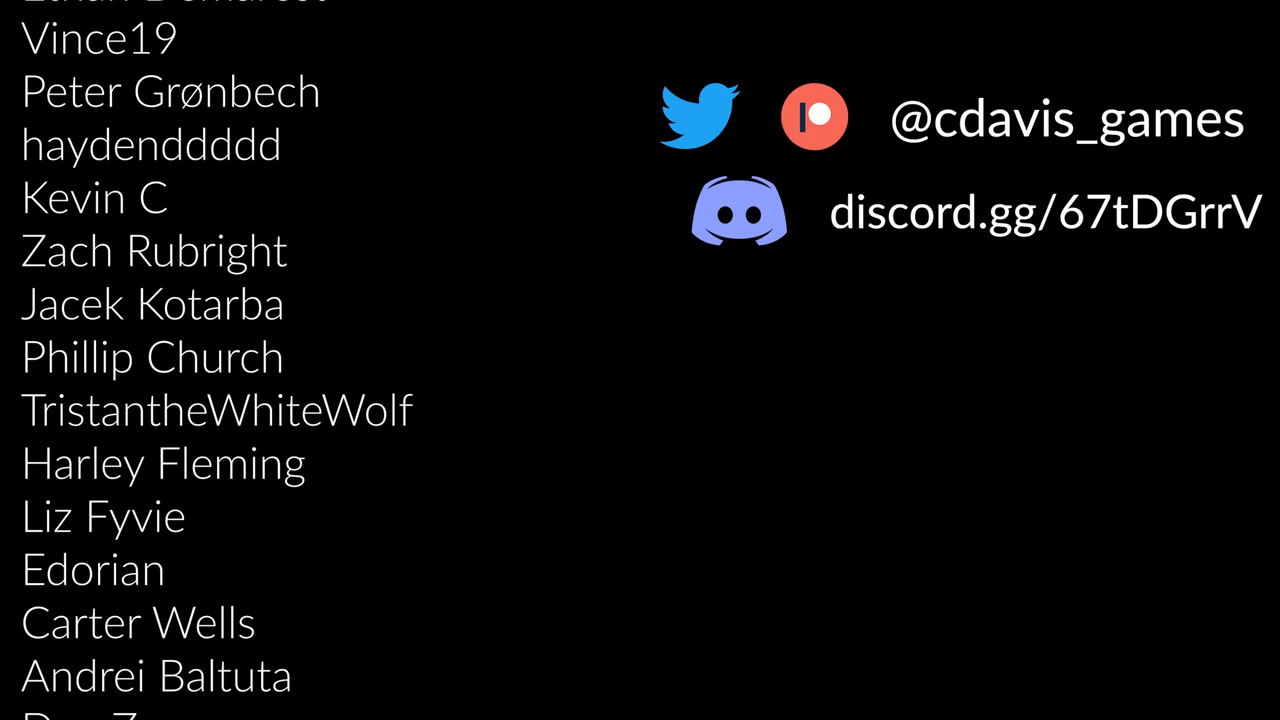 Vince19
Peter Grønbech
haydenddddd
Kevin C
Zach Rubright
Jacek Kotarba
Phillip Church
TristantheWhiteWolf
Harley Fleming
Liz Fyvie
Edorian
Carter Wells
Andrei Baltuta
@cdavis_games
discord.gg/67tDGrrV